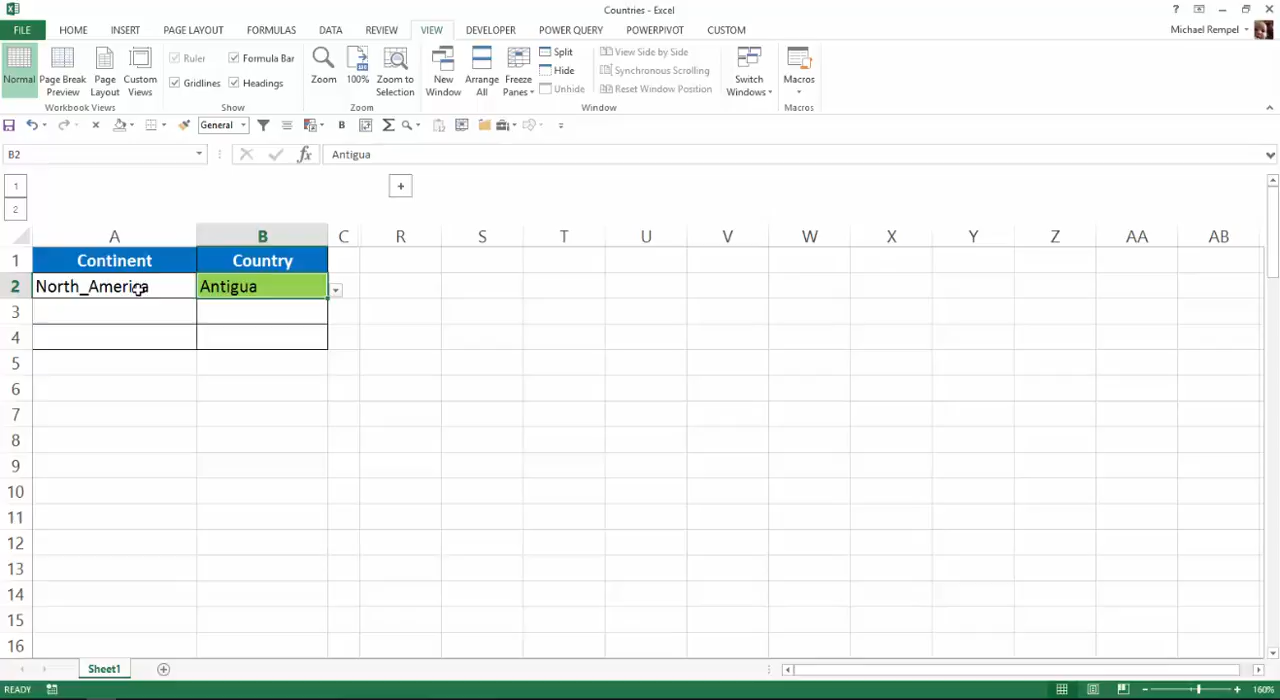 Countries - Excel
?
FILE HOME INSERT PAGE LAYOUT FORMULAS DATA REVIEW VIEW DEVELOPER POWER QUERY POWERPIVOT CUSTOM Michael Rempel
Normal Page Break Preview Page Layout Custom Views
Workbook Views
Ruler Formula Bar
Gridlines Headings
Show
Zoom 100% Zoom to Selection
Zoom
New Window Arrange All Freeze Panes
Split View Side by Side
Hide Synchronous Scrolling
Unhide Reset Window Position
Switch Windows
Window
Macros
Macros
General B
B2 fx Antigua
1 +
2
A B C R S T U V W X Y Z AA AB
1 Continent Country
2 North_America Antigua
3
4
5
6
7
8
9
10
11
12
13
14
15
16
Sheet1
READY 160%